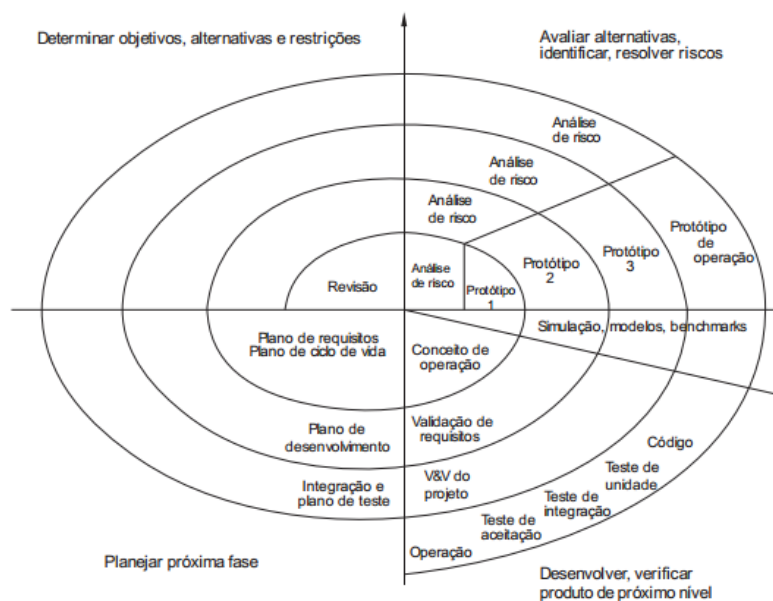 Determinar objetivos, alternativas e restrições
Avaliar alternativas,
identificar, resolver riscos
Análise
de risco
Análise
de risco
Análise
de risco
Análise
de risco
Revisão
Protótipo
1
Protótipo
2
Protótipo
3
Protótipo
de
operação
Simulação, modelos, benchmarks
Plano de requisitos
Plano de ciclo de vida
Conceito de
operação
Plano de
desenvolvimento
Validação de
requisitos
Integração e
plano de teste
V&V do
projeto
Código
Teste de
unidade
Teste de
integração
Teste de
aceitação
Operação
Planejar próxima fase
Desenvolver, verificar
produto de próximo nível